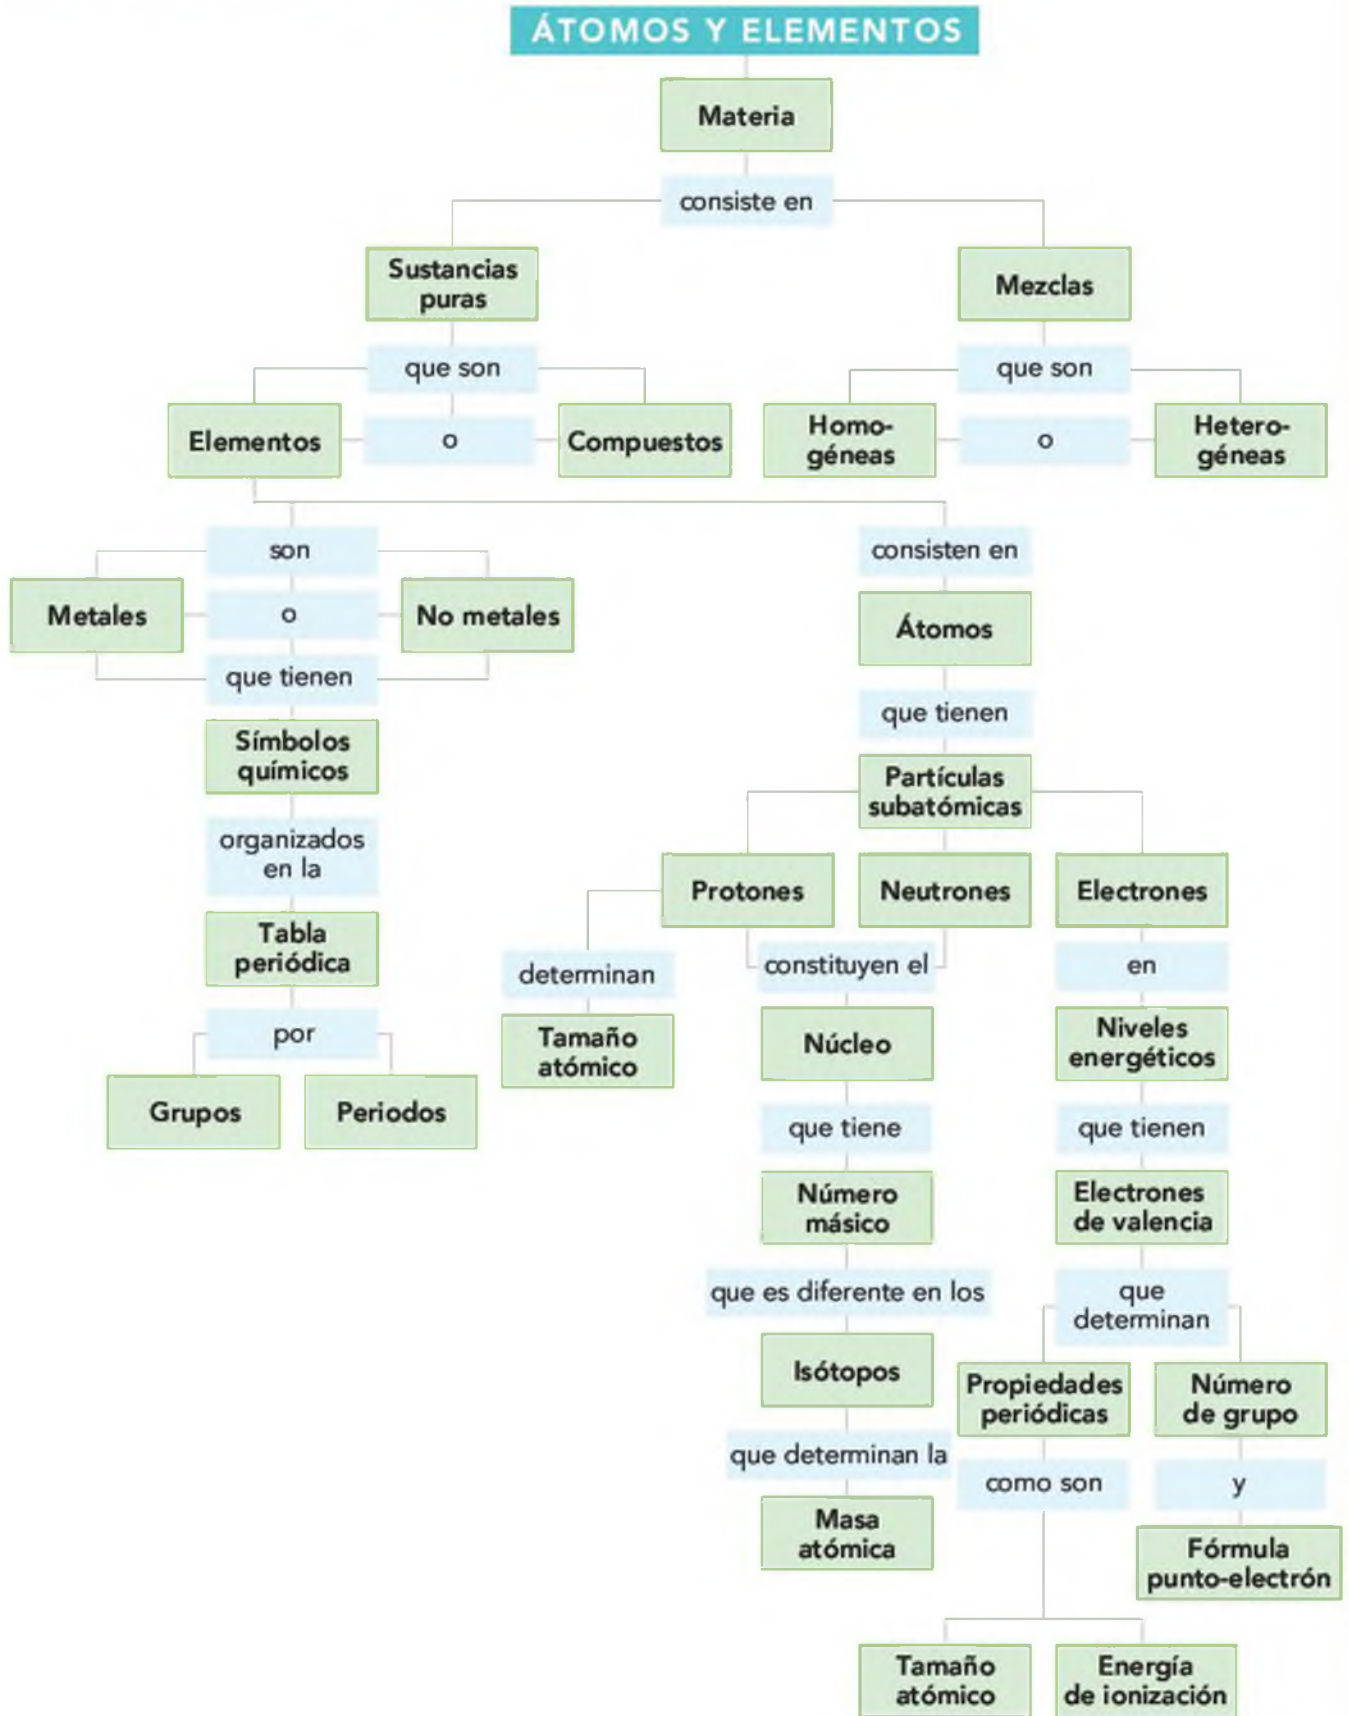 ÁTOMOS Y ELEMENTOS
Materia
consiste en
Sustancias
puras
Mezclas
que son
que son
Elementos
o
Compuestos
Homo-
géneas
o
Hetero-
géneas
son
consisten en
Metales
o
No metales
Átomos
que tienen
que tienen
Símbolos
químicos
Partículas
subatómicas
organizados
en la
Protones
Neutrones
Electrones
Tabla
periódica
determinan
constituyen el
en
por
Tamaño
atómico
Núcleo
Niveles
energéticos
Grupos
Periodos
que tiene
que tienen
Número
másico
Electrones
de valencia
que es diferente en los
que
determinan
Isótopos
Propiedades
periódicas
Número
de grupo
que determinan la
como son
y
Masa
atómica
Fórmula
punto-electrón
Tamaño
atómico
Energía
de ionización